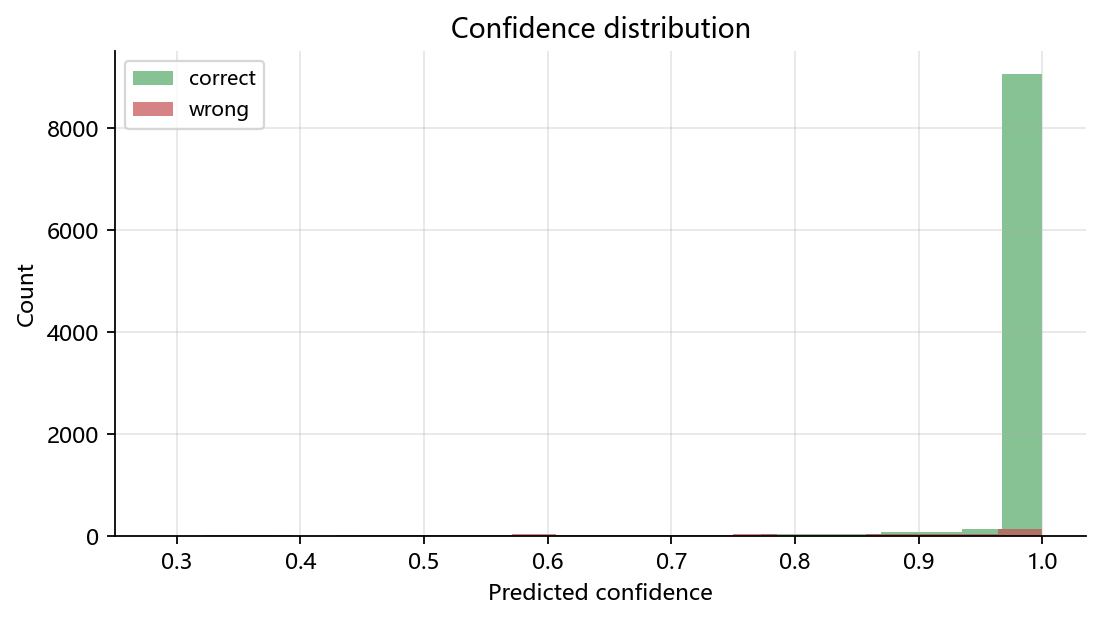 Confidence distribution
correct
wrong
8000
6000
4000
2000
0
Count
0.3 0.4 0.5 0.6 0.7 0.8 0.9 1.0
Predicted confidence